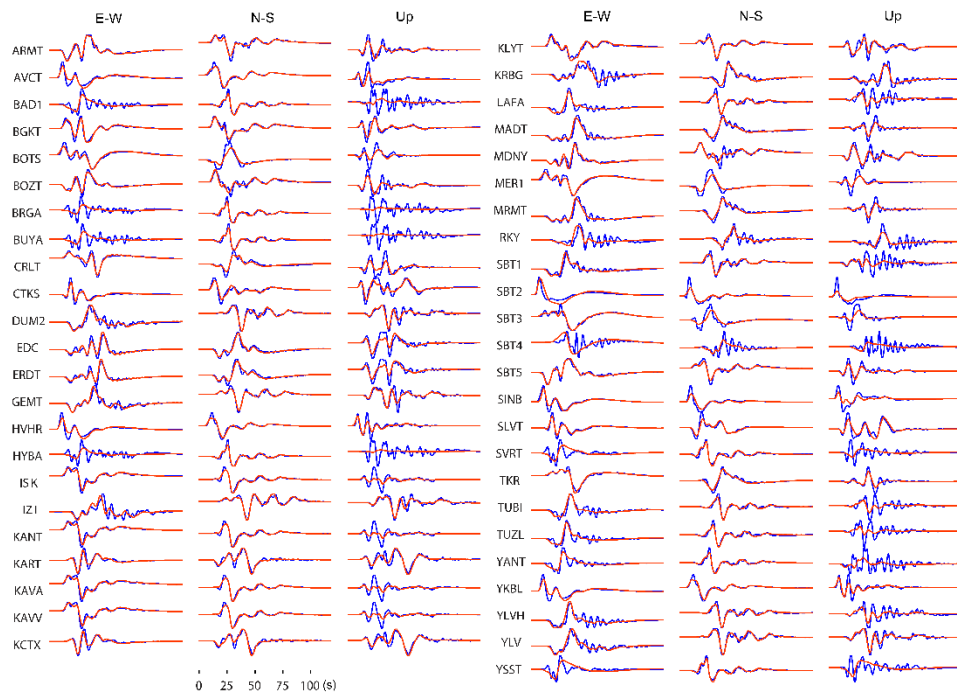 E-W N-S Up
ARMT
AVCT
BAD1
BGKT
BOTS
BOZT
BRGA
BUYA
CRLT
CTKS
DUM2
EDC
ERDT
GEMT
HVHR
HYBA
ISK
IZI
KANT
KART
KAVA
KAVV
KCTX
0 25 50 75 100 (s)
E-W N-S Up
KLYT
KRBG
LAFA
MADT
MDNY
MER1
MRMT
RKY
SBT1
SBT2
SBT3
SBT4
SBT5
SINB
SLVT
SVRT
TKR
TUBI
TUZL
YANT
YKBL
YLVH
YLV
YSST